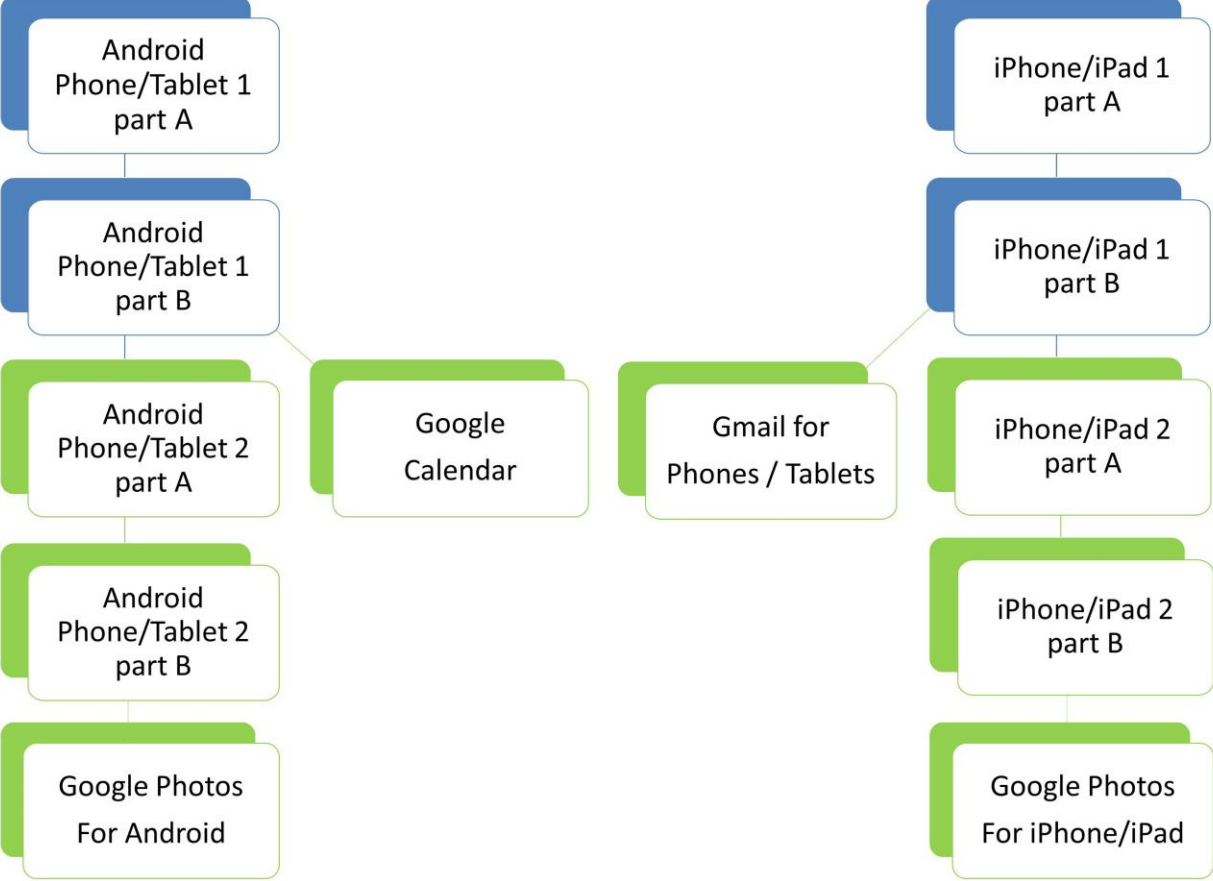 Android
Phone/Tablet 1
part A
iPhone/iPad 1
part A
Android
Phone/Tablet 1
part B
iPhone/iPad 1
part B
Android
Phone/Tablet 2
part A
Google
Calendar
Gmail for
Phones / Tablets
iPhone/iPad 2
part A
Android
Phone/Tablet 2
part B
iPhone/iPad 2
part B
Google Photos
For Android
Google Photos
For iPhone/iPad